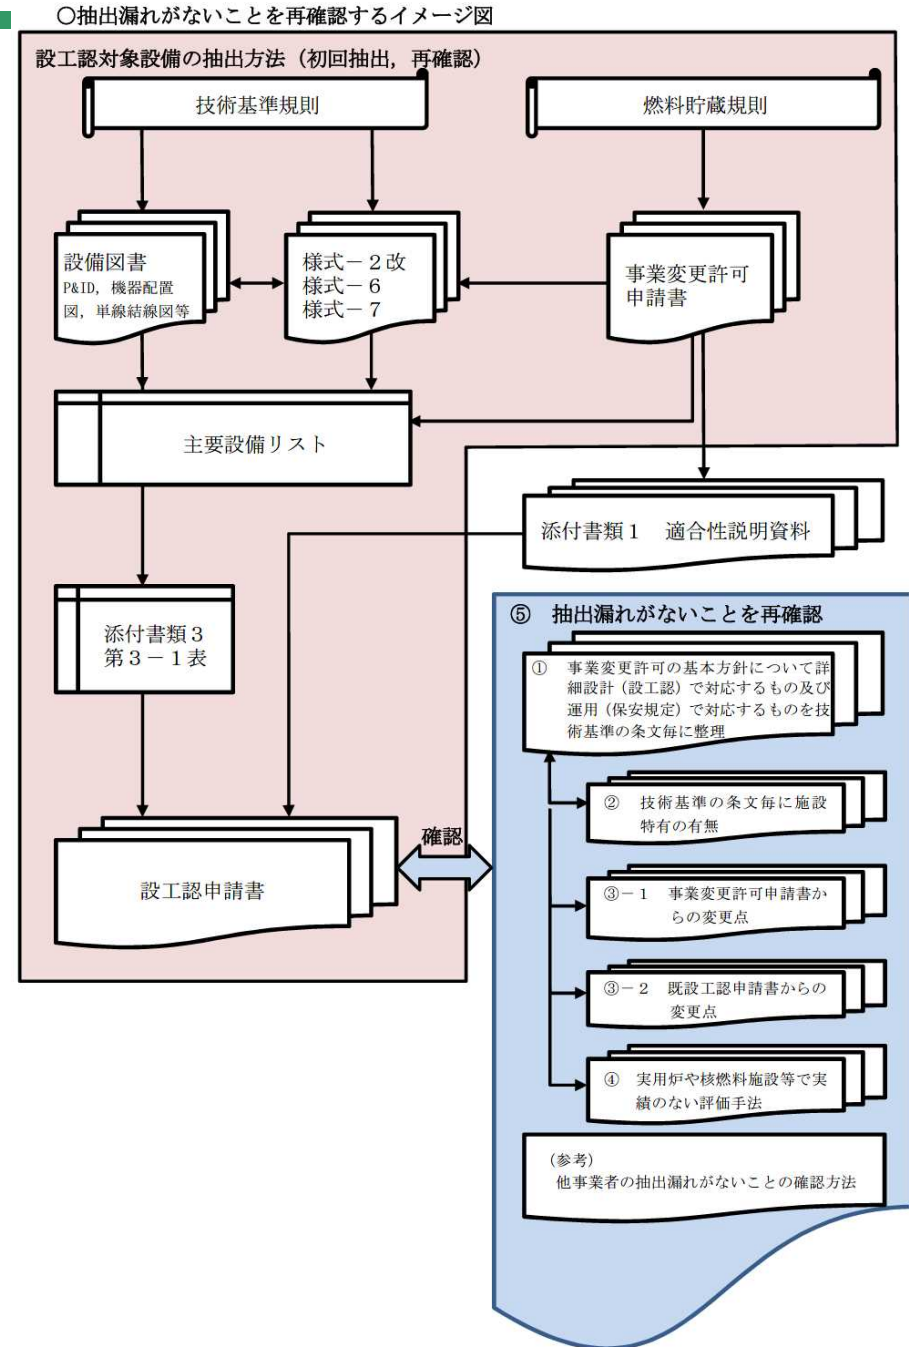 ○抽出漏れがないことを再確認するイメージ図
設工認対象設備の抽出方法（初回抽出，再確認）
技術基準規則
燃料貯蔵規則
設備図書
P&ID，機器配置
図，単線結線図等
様式－２改
様式－６
様式－７
事業変更許可
申請書
主要設備リスト
添付書類１　適合性説明資料
添付書類３
第３－１表
⑤　抽出漏れがないことを再確認
①　事業変更許可の基本方針について詳
細設計（設工認）で対応するもの及び
運用（保安規定）で対応するものを技
術基準の条文毎に整理
②　技術基準の条文毎に施設
特有の有無
確認
設工認申請書
③－１　事業変更許可申請書か
らの変更点
③－２　既設工認申請書からの
変更点
④　実用炉や核燃料施設等で実
績のない評価手法
（参考）
他事業者の抽出漏れがないことの確認方法